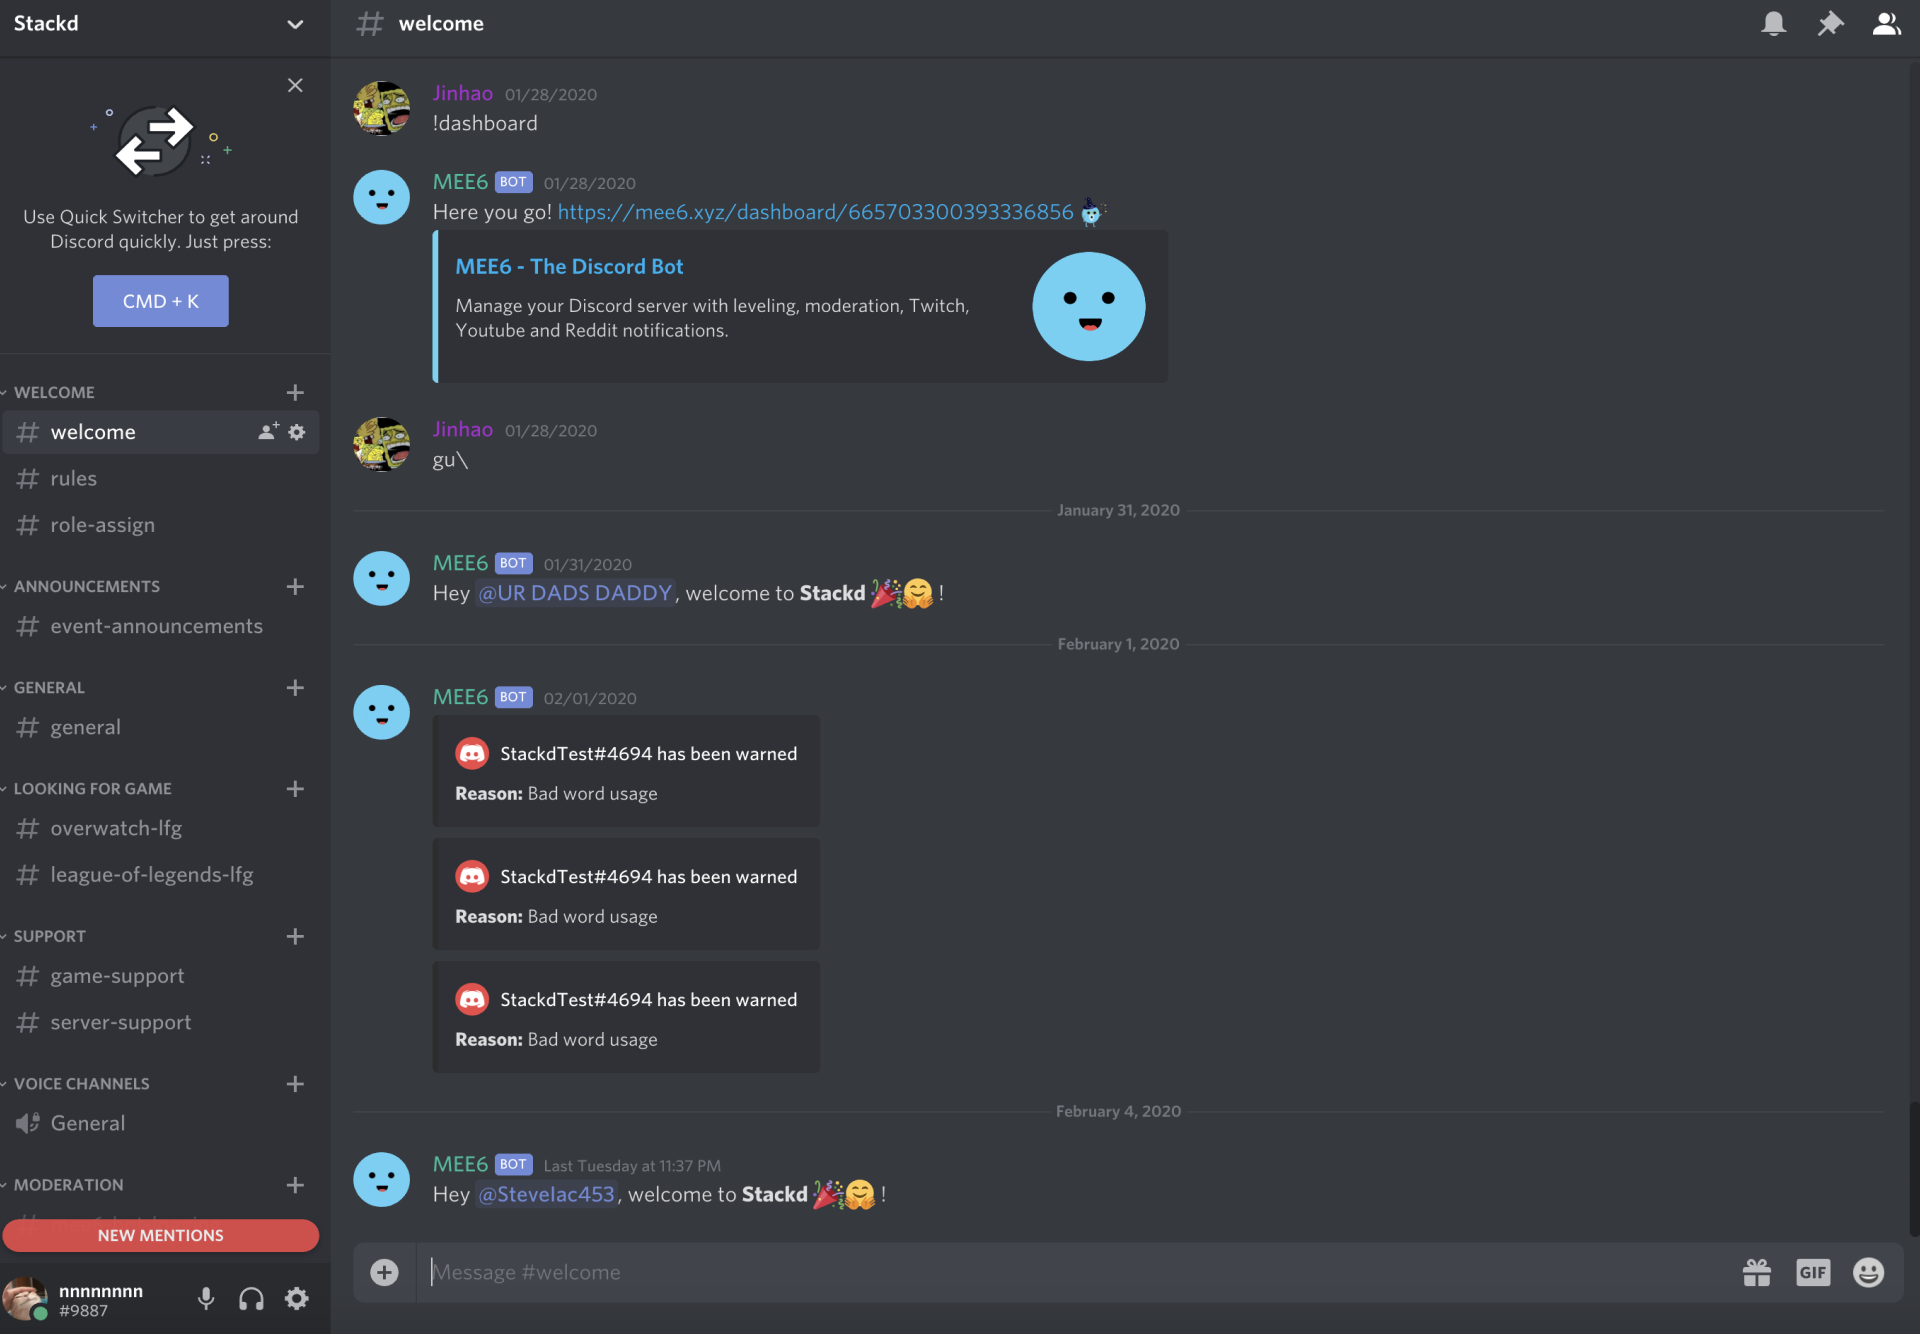 Stackd
Use Quick Switcher to get around
Discord quickly. Just press:
CMD + K
WELCOME
welcome
rules
role-assign
ANNOUNCEMENTS
event-announcements
GENERAL
general
LOOKING FOR GAME
overwatch-lfg
league-of-legends-lfg
SUPPORT
game-support
server-support
VOICE CHANNELS
General
MODERATION
NEW MENTIONS
nnnnnnnn
#9887
# welcome
Jinhao 01/28/2020
!dashboard
MEE6 BOT 01/28/2020
Here you go! https://mee6.xyz/dashboard/665703300393336856
MEE6 - The Discord Bot
Manage your Discord server with leveling, moderation, Twitch,
Youtube and Reddit notifications.
Jinhao 01/28/2020
gu\
January 31, 2020
MEE6 BOT 01/31/2020
Hey @UR DADS DADDY, welcome to Stackd 🎉🤗 !
February 1, 2020
MEE6 BOT 02/01/2020
StackdTest#4694 has been warned
Reason: Bad word usage
StackdTest#4694 has been warned
Reason: Bad word usage
StackdTest#4694 has been warned
Reason: Bad word usage
February 4, 2020
MEE6 BOT Last Tuesday at 11:37 PM
Hey @Stevelac453, welcome to Stackd 🎉🤗 !
Message #welcome
GIF